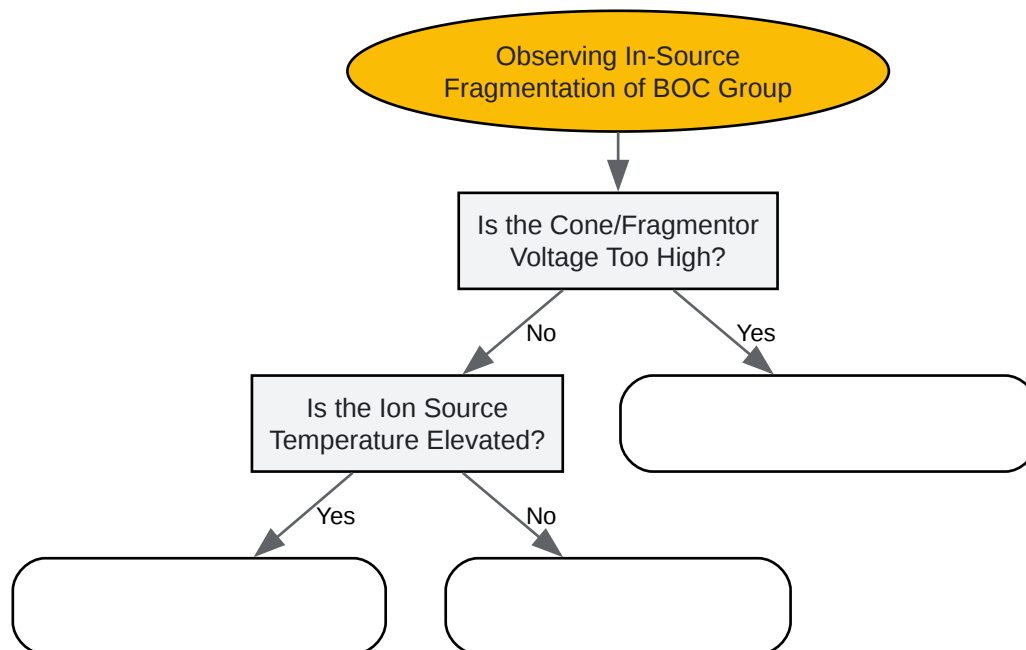 Observing In-Source
Fragmentation of BOC Group
Is the Cone/Fragmentor
Voltage Too High?
No
Yes
Is the Ion Source
Temperature Elevated?
Yes
No